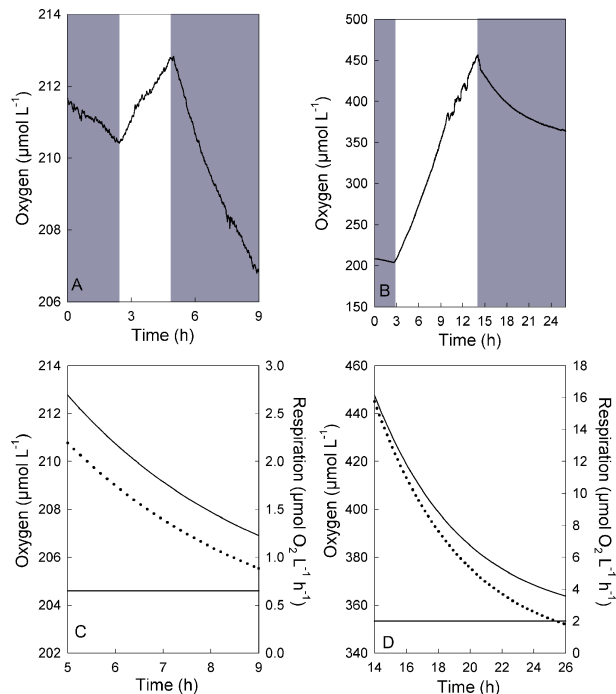 214
212
210
207
206
Oxygen (µmol L⁻¹)
A
0 3 6 9
Time (h)
500
450
400
350
300
250
200
150
Oxygen (µmol L⁻¹)
B
0 3 6 9 12 15 18 21 24
Time (h)
214
212
210
208
206
204
202
Oxygen (µmol L⁻¹)
3.0
2.5
2.0
1.5
1.0
0.5
0.0
Respiration (µmol O₂ L⁻¹ h⁻¹)
C
5 6 7 8 9
Time (h)
460
440
420
400
380
360
340
Oxygen (µmol L⁻¹)
18
16
14
12
10
8
6
4
2
0
Respiration (µmol O₂ L⁻¹ h⁻¹)
D
14 16 18 20 22 24 26
Time (h)